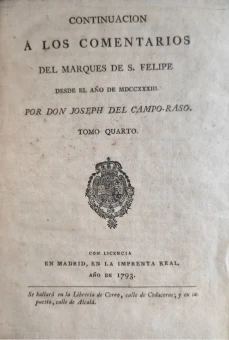 CONTINUACION
A LOS COMENTARIOS
DEL MARQUES DE S. FELIPE
DESDE EL AÑO DE MDCCXXXIII.
POR DON JOSEPH DEL CAMPO-RASO.
TOMO QUARTO.
CON LICENCIA
EN MADRID, EN LA IMPRENTA REAL,
AÑO DE 1793.
Se hallará en la Librería de Cerro, calle de Cedaceros; y en su
puesto, calle de Alcalá.